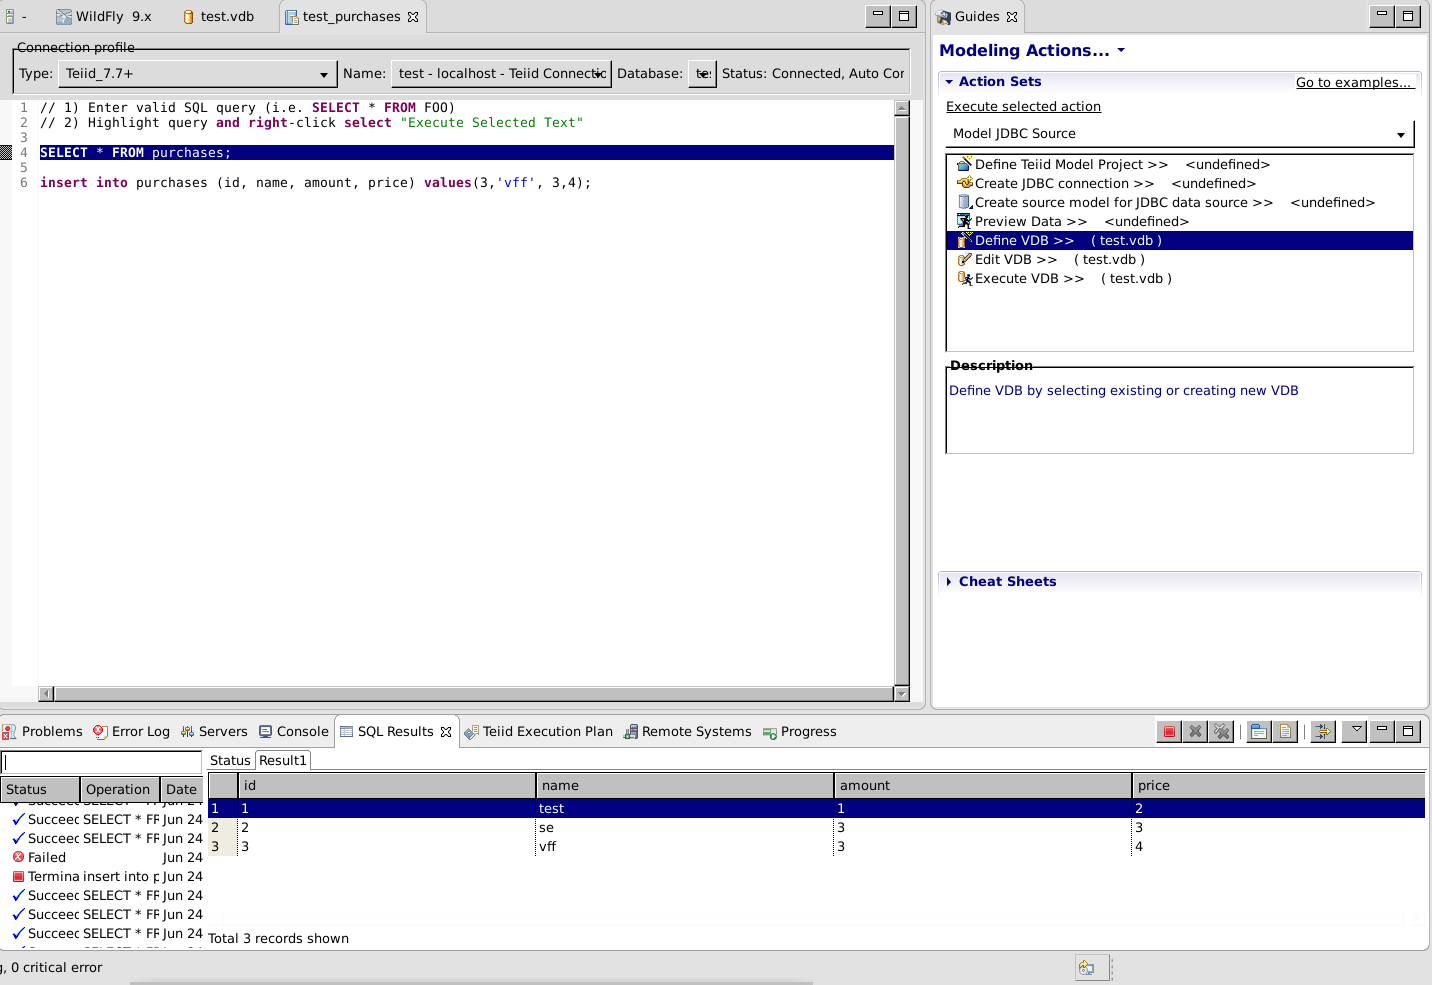 - WildFly 9.x test.vdb test_purchases
Connection profile
Type: Teiid_7.7+ Name: test - localhost - Teiid Connectic Database: te: Status: Connected, Auto Cor
1 // 1) Enter valid SQL query (i.e. SELECT * FROM FOO)
2 // 2) Highlight query and right-click select "Execute Selected Text"
3
4 SELECT * FROM purchases;
5
6 insert into purchases (id, name, amount, price) values(3,'vff', 3,4);
Guides
Modeling Actions...
Action Sets
Go to examples...
Execute selected action
Model JDBC Source
Define Teiid Model Project >> <undefined>
Create JDBC connection >> <undefined>
Create source model for JDBC data source >> <undefined>
Preview Data >> <undefined>
Define VDB >> ( test.vdb )
Edit VDB >> ( test.vdb )
Execute VDB >> ( test.vdb )
Description
Define VDB by selecting existing or creating new VDB
Cheat Sheets
Problems Error Log Servers Console SQL Results Teiid Execution Plan Remote Systems Progress
Status Operation Date
Succeec SELECT * FF Jun 24
Succeec SELECT * FF Jun 24
Failed Jun 24
Termina insert into p Jun 24
Succeec SELECT * FF Jun 24
Succeec SELECT * FF Jun 24
Succeec SELECT * FF Jun 24
Status Result1
id name amount price
1 1 test 1 2
2 2 se 3 3
3 3 vff 3 4
Total 3 records shown
, 0 critical error